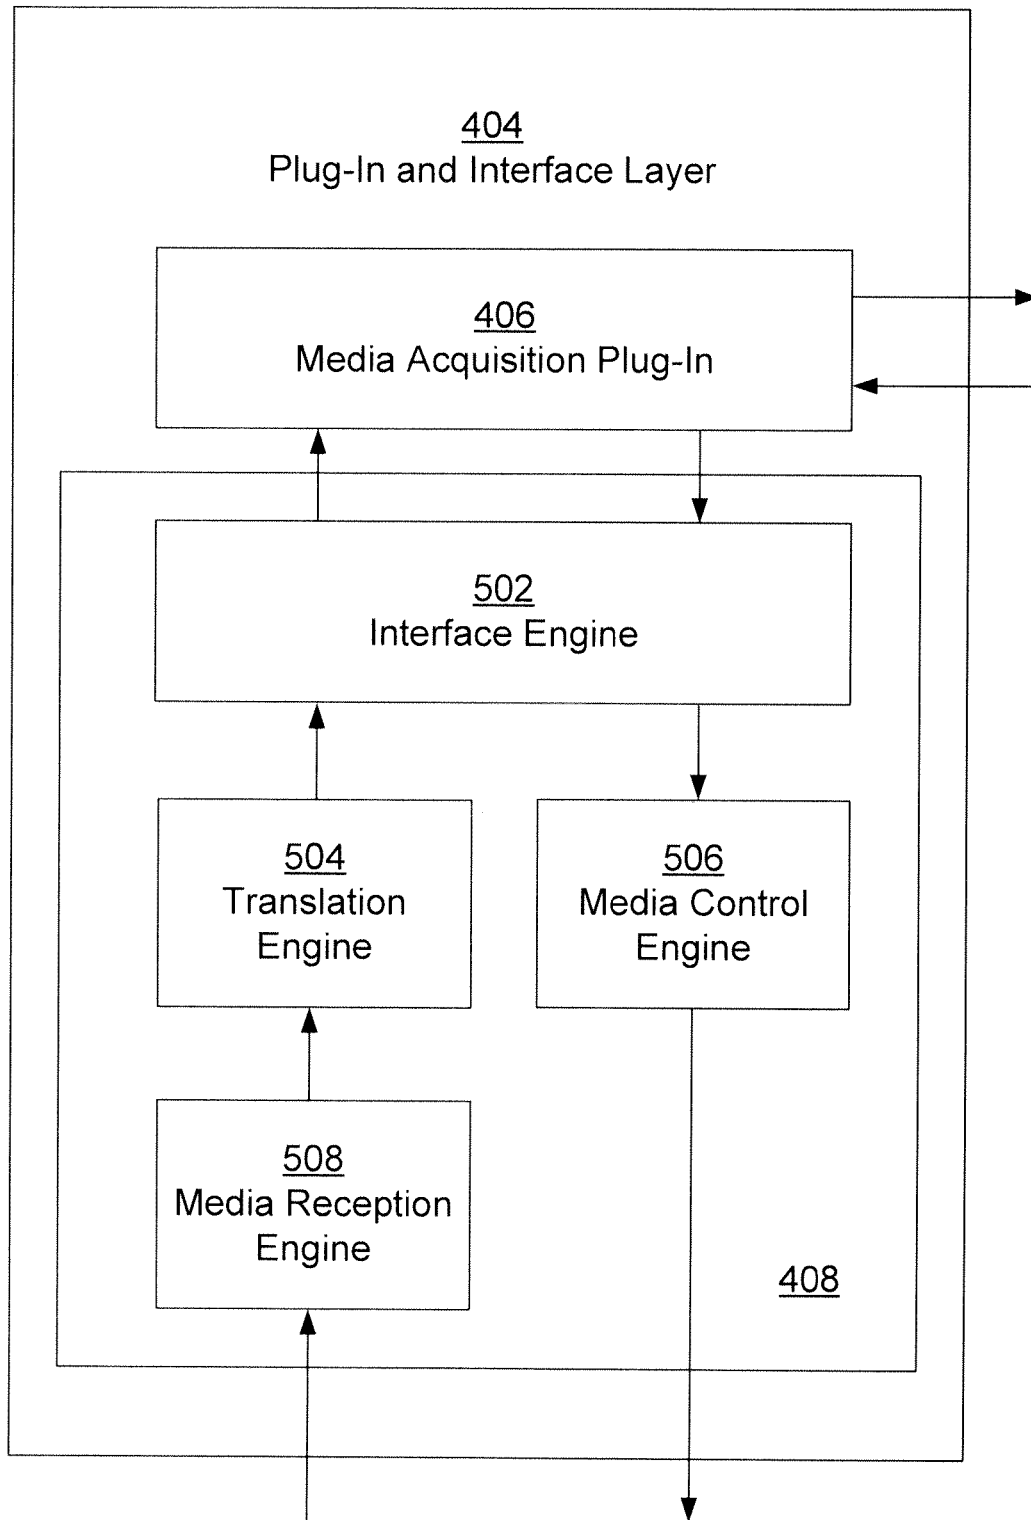 404
Plug-In and Interface Layer
406
Media Acquisition Plug-In
502
Interface Engine
504
Translation
Engine
506
Media Control
Engine
508
Media Reception
Engine
408